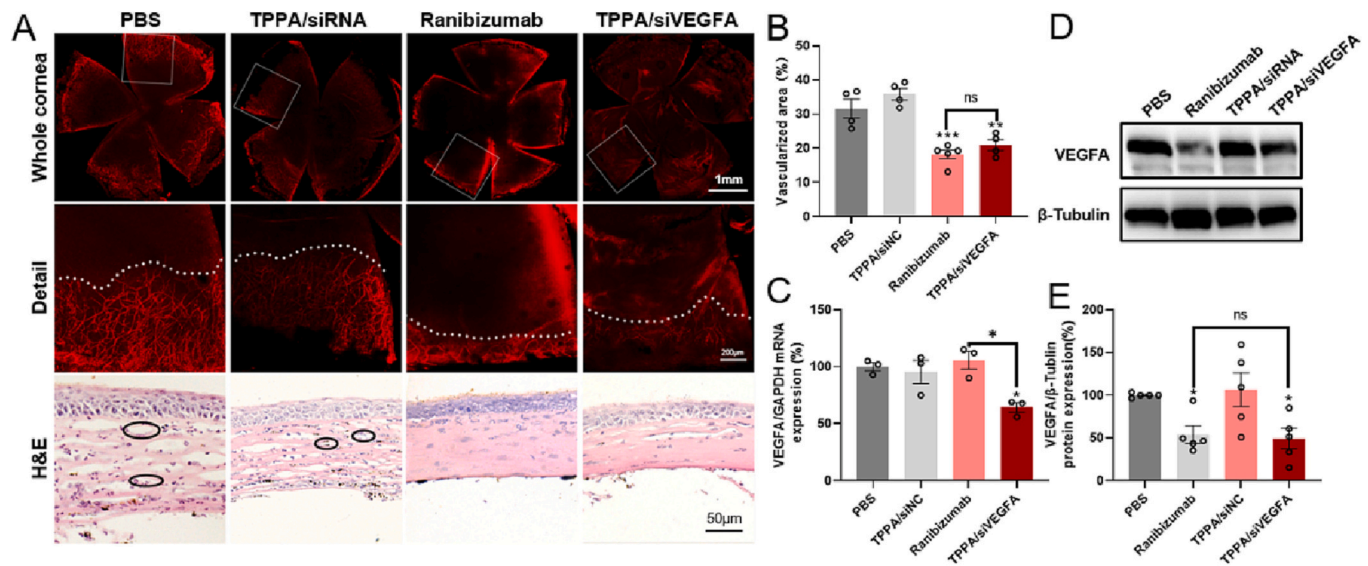 A
PBS
TPPA/siRNA
Ranibizumab
TPPA/siVEGFA
Whole cornea
1mm
Detail
200μm
H&E
50μm
B
Vascularized area (%)
50
40
30
20
10
0
ns
***
**
PBS
TPPA/siNC
Ranibizumab
TPPA/siVEGFA
C
VEGFA/GAPDH mRNA
expression (%)
150
100
50
0
*
*
PBS
TPPA/siNC
Ranibizumab
TPPA/siVEGFA
D
PBS
Ranibizumab
TPPA/siRNA
TPPA/siVEGFA
VEGFA
β-Tubulin
E
VEGFA/β-Tublin
protein expression(%)
200
150
100
50
0
ns
*
*
PBS
Ranibizumab
TPPA/siNC
TPPA/siVEGFA